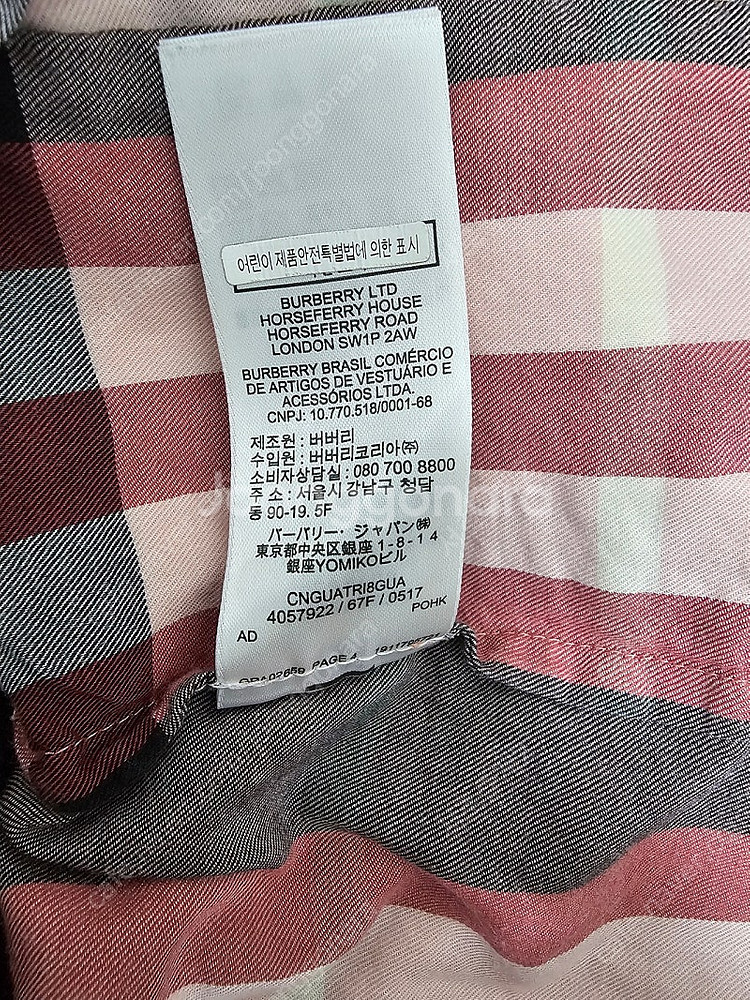 어린이 제품안전특별법에 의한 표시
BURBERRY LTD
HORSEFERRY HOUSE
HORSEFERRY ROAD
LONDON SW1P 2AW
BURBERRY BRASIL COMÉRCIO
DE ARTIGOS DE VESTUÁRIO E
ACESSÓRIOS LTDA.
CNPJ: 10.770.518/0001-68
제조원 : 버버리
수입원 : 버버리코리아㈜
소비자상담실 : 080 700 8800
주 소 : 서울시 강남구 청담
동 90-19. 5F
バーバリー・ジャパン㈱
東京都中央区銀座 1 - 8 - 1 4
銀座YOMIKOビル
CNGUATRI8GUA
4057922 / 67F / 0517
AD
POHK
PAGE 4
joonggonara